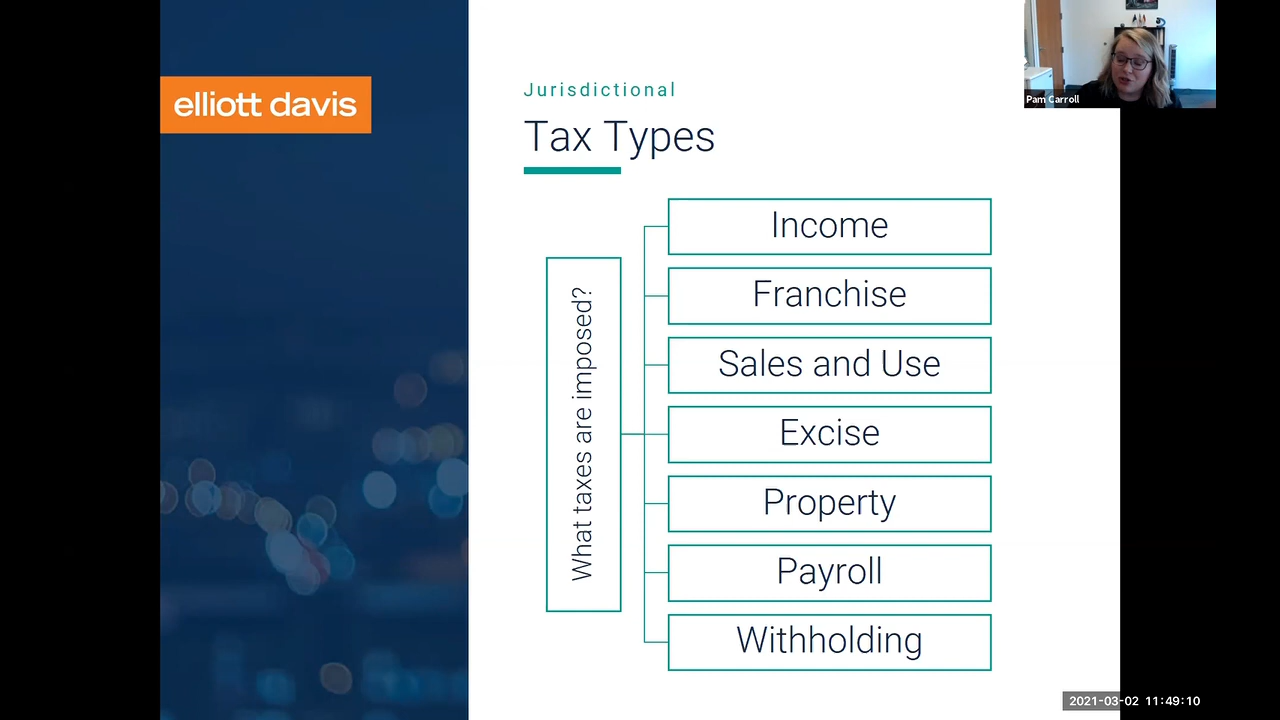 elliott davis
Jurisdictional
Tax Types
What taxes are imposed?
Income
Franchise
Sales and Use
Excise
Property
Payroll
Withholding
Pam Carroll
2021-03-02 11:49:10